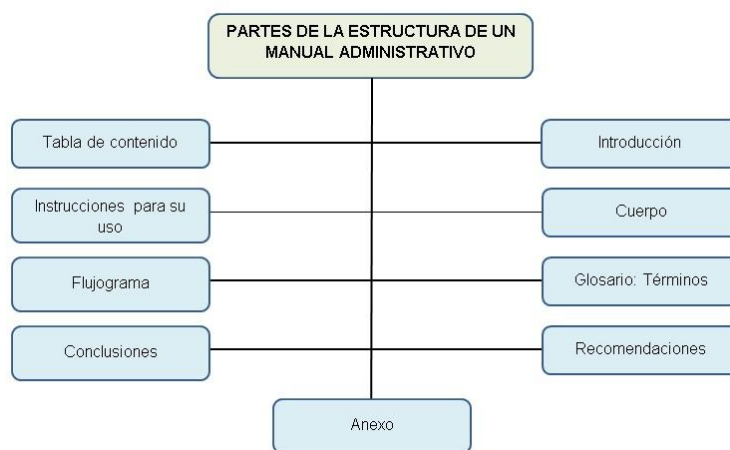 PARTES DE LA ESTRUCTURA DE UN
MANUAL ADMINISTRATIVO
Tabla de contenido
Introducción
Instrucciones para su
uso
Cuerpo
Flujograma
Glosario: Términos
Conclusiones
Recomendaciones
Anexo